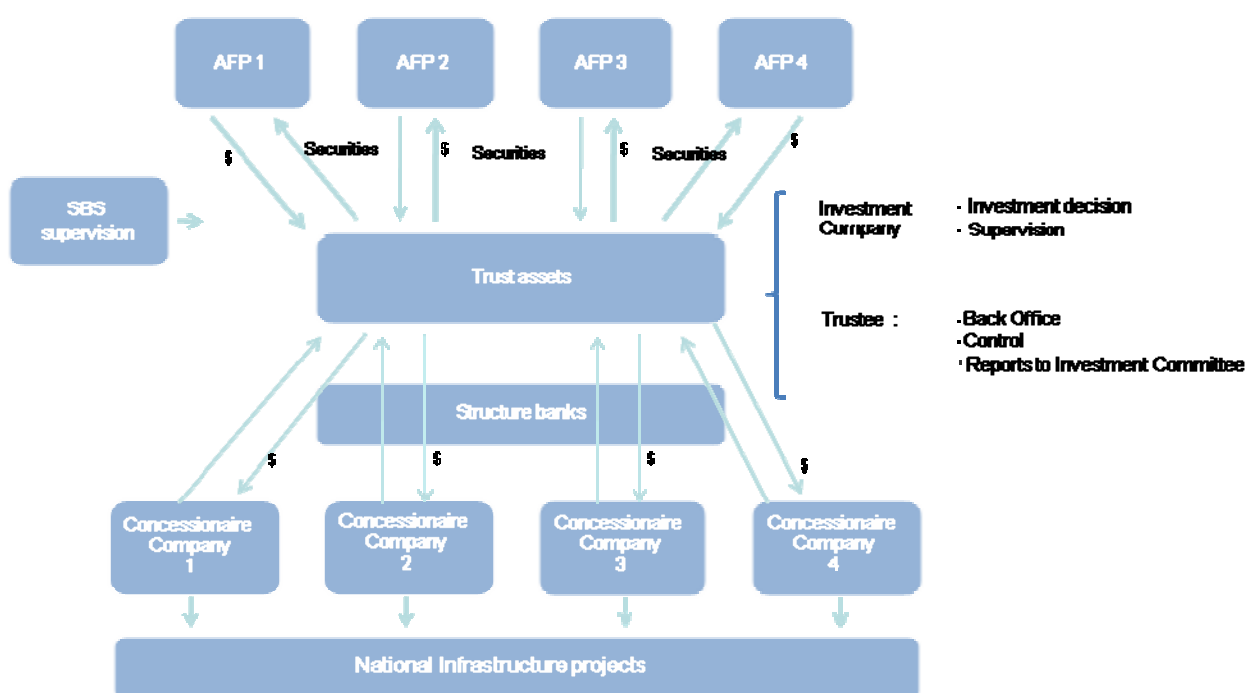 AFP 1
AFP 2
AFP 3
AFP 4
$
Securities
$
Securities
$
Securities
$
SBS
supervision
Investment
Company
- Investment decision
- Supervision
Trust assets
Trustee :
-Back Office
-Control
-Reports to Investment Committee
Structure banks
$
$
$
$
Concessionaire
Company
1
Concessionaire
Company
2
Concessionaire
Company
3
Concessionaire
Company
4
National Infrastructure projects